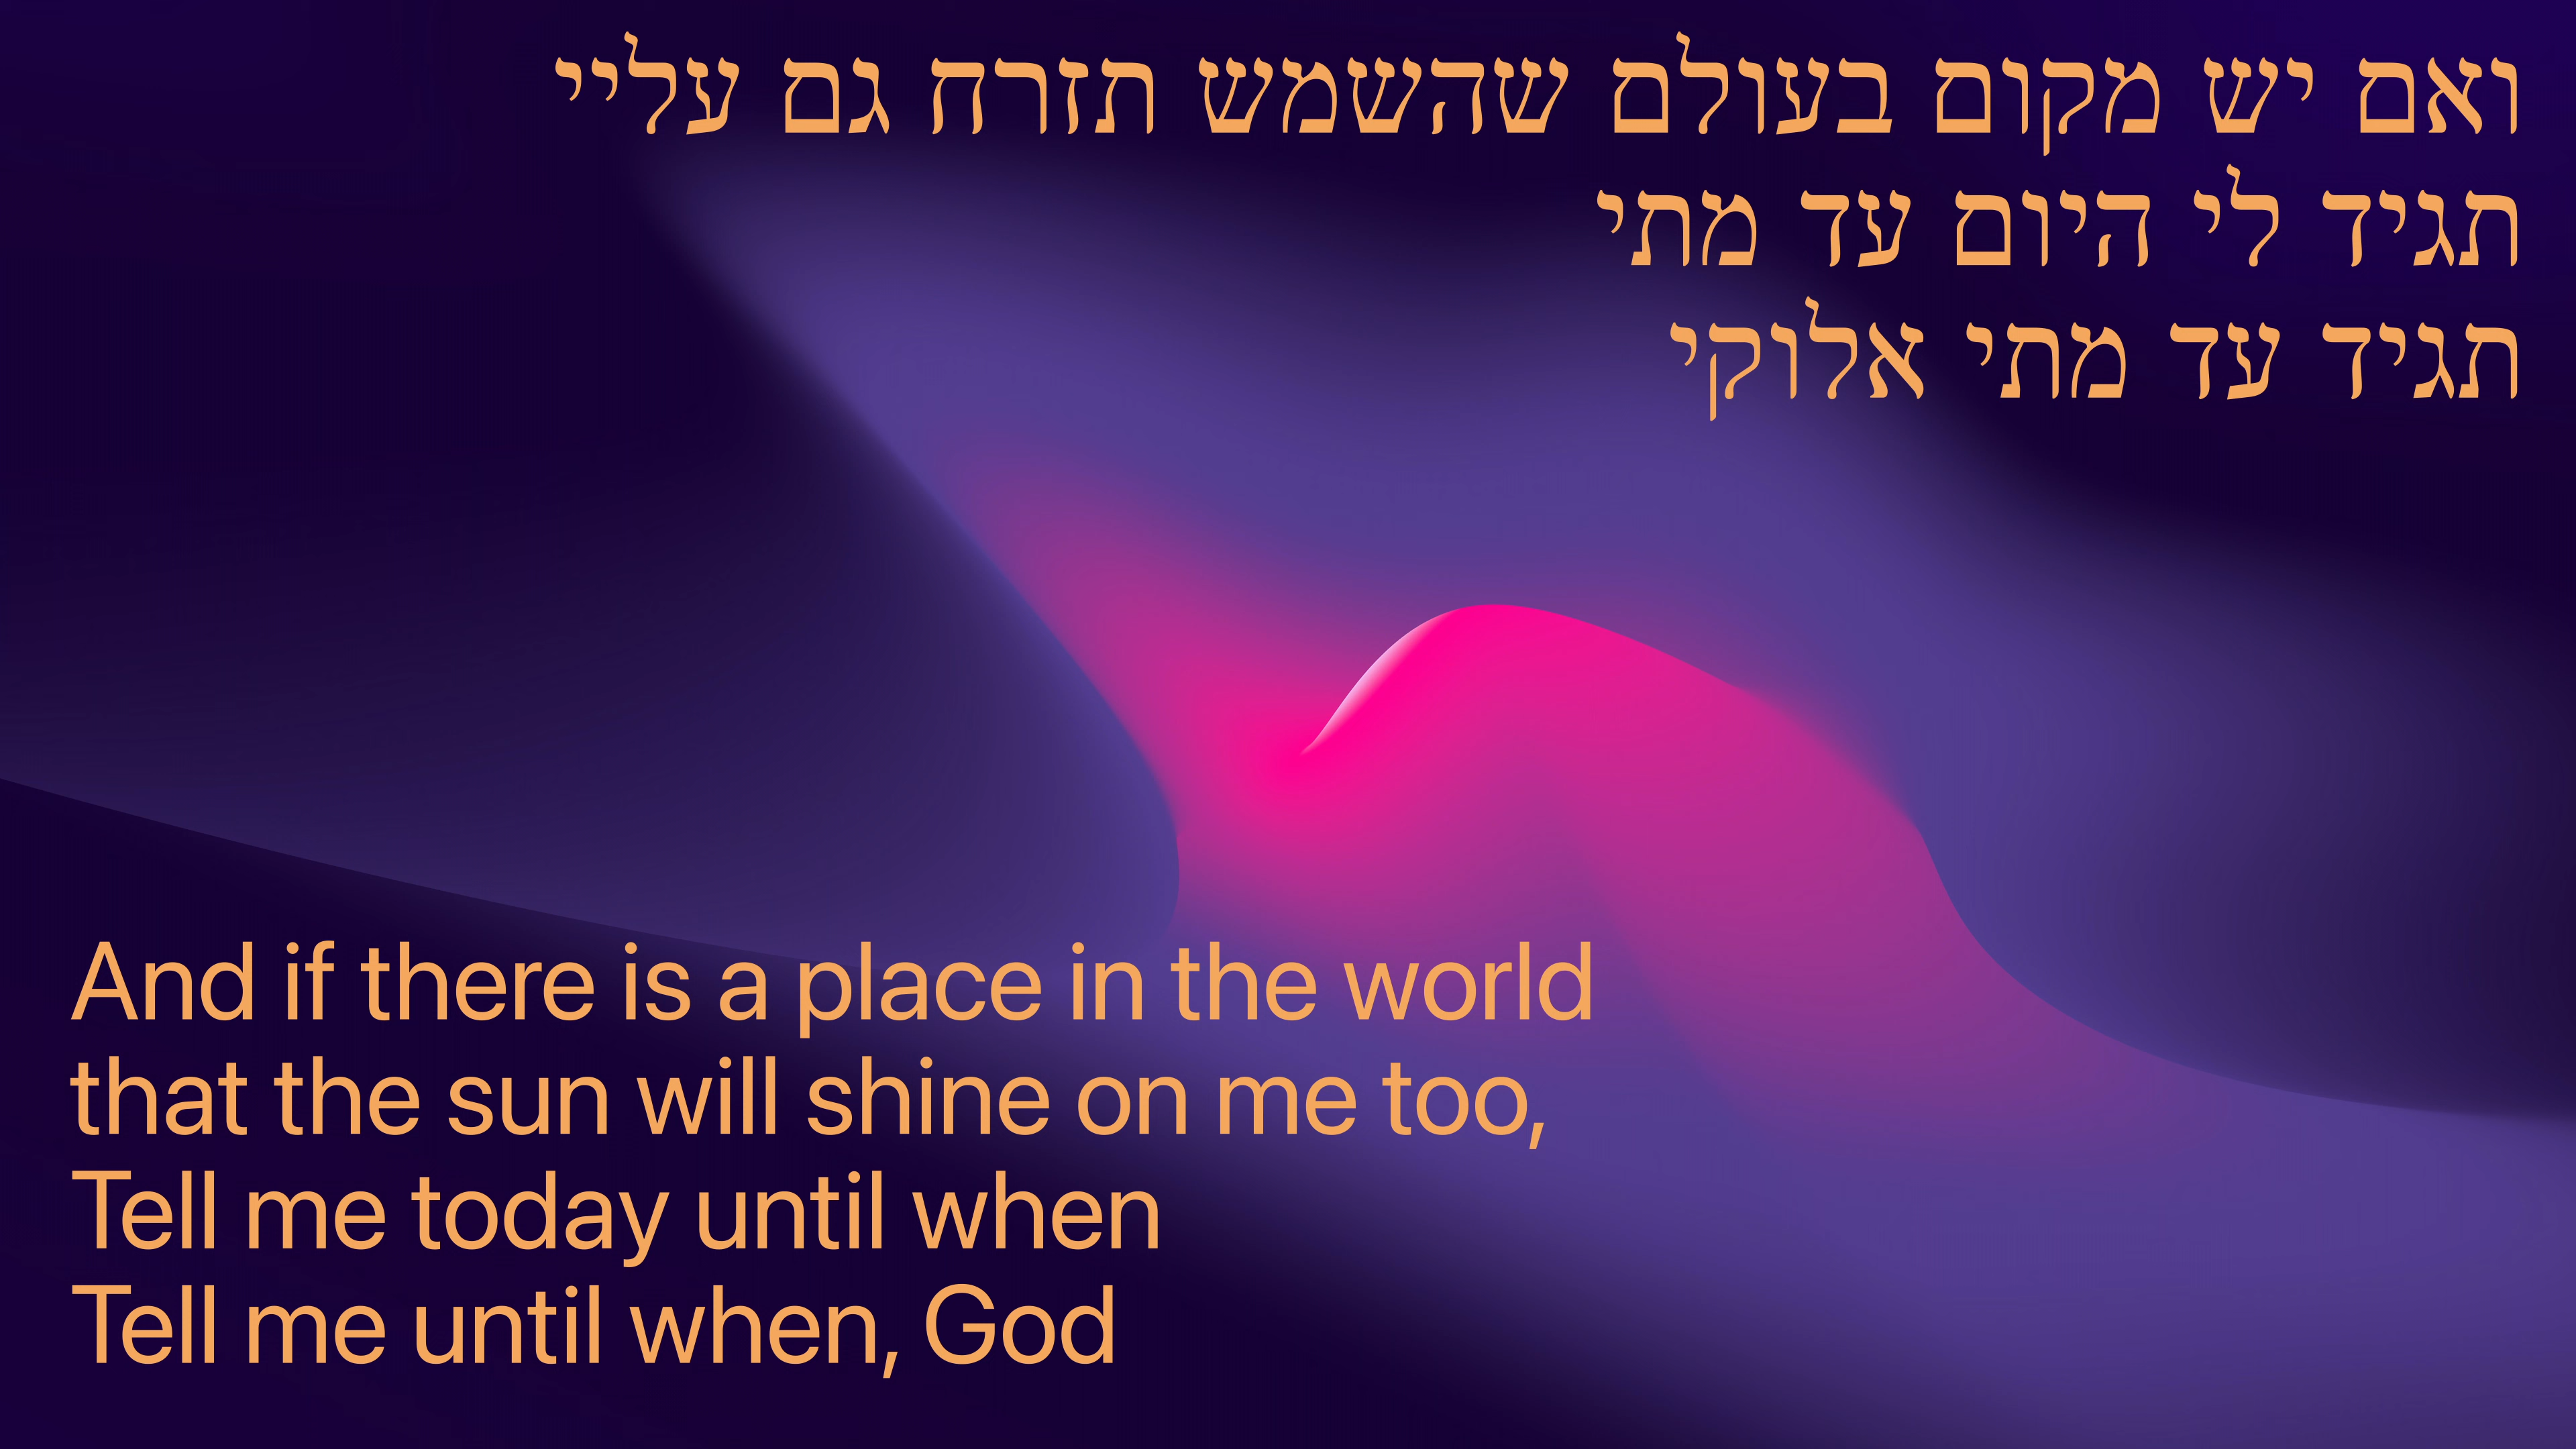 ואם יש מקום בעולם שהשמש תזרח גם עליי
תגיד לי היום עד מתי
תגיד עד מתי אלוקי
And if there is a place in the world
that the sun will shine on me too,
Tell me today until when
Tell me until when, God